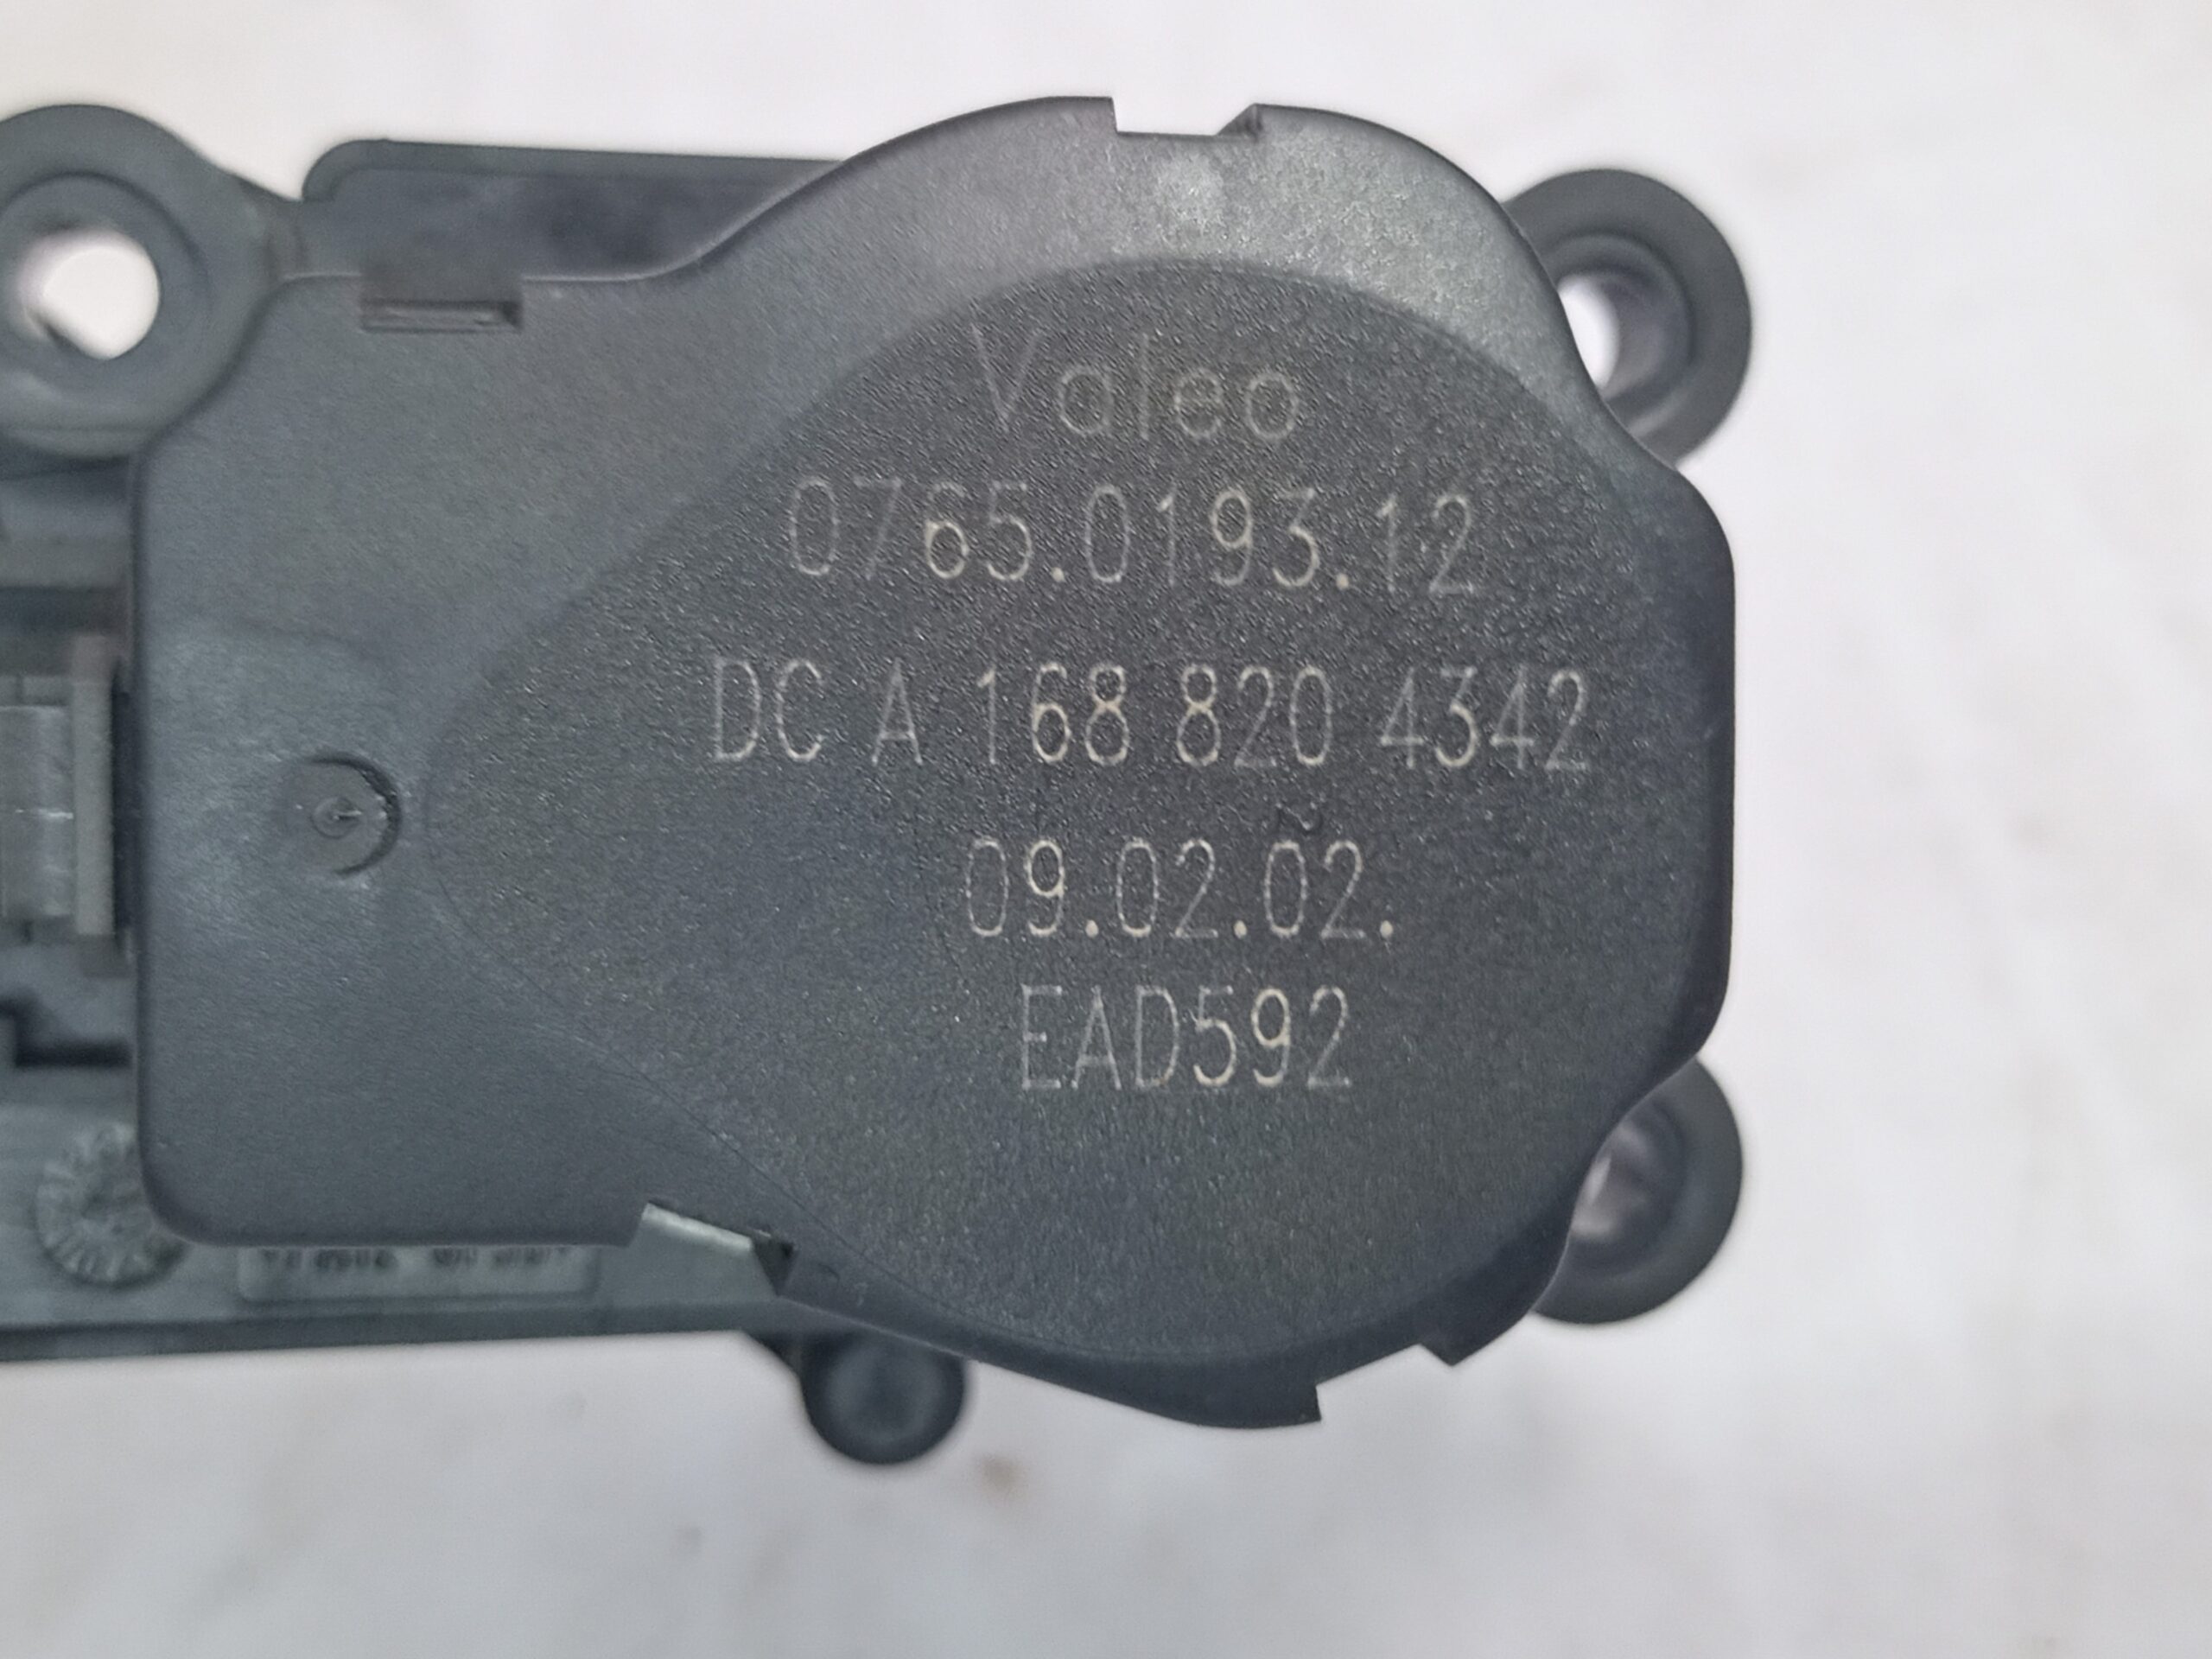 Valeo
0765.0193.12
DC A 168 820 4342
09.02.02.
EAD592